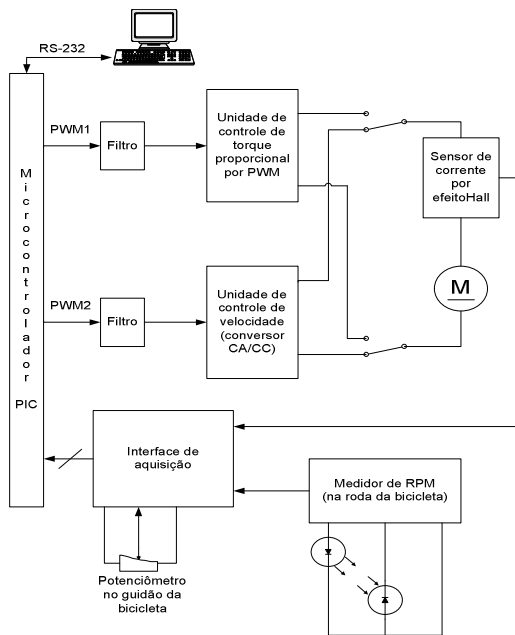 RS-232
PWM1
Filtro
Unidade de
controle de
torque
proporcional
por PWM
Sensor de
corrente
por
efeitoHall
Microcontrolador
PIC
M
PWM2
Filtro
Unidade de
controle de
velocidade
(conversor
CA/CC)
Interface de
aquisição
Medidor de RPM
(na roda da bicicleta)
Potenciômetro
no guidão da
bicicleta